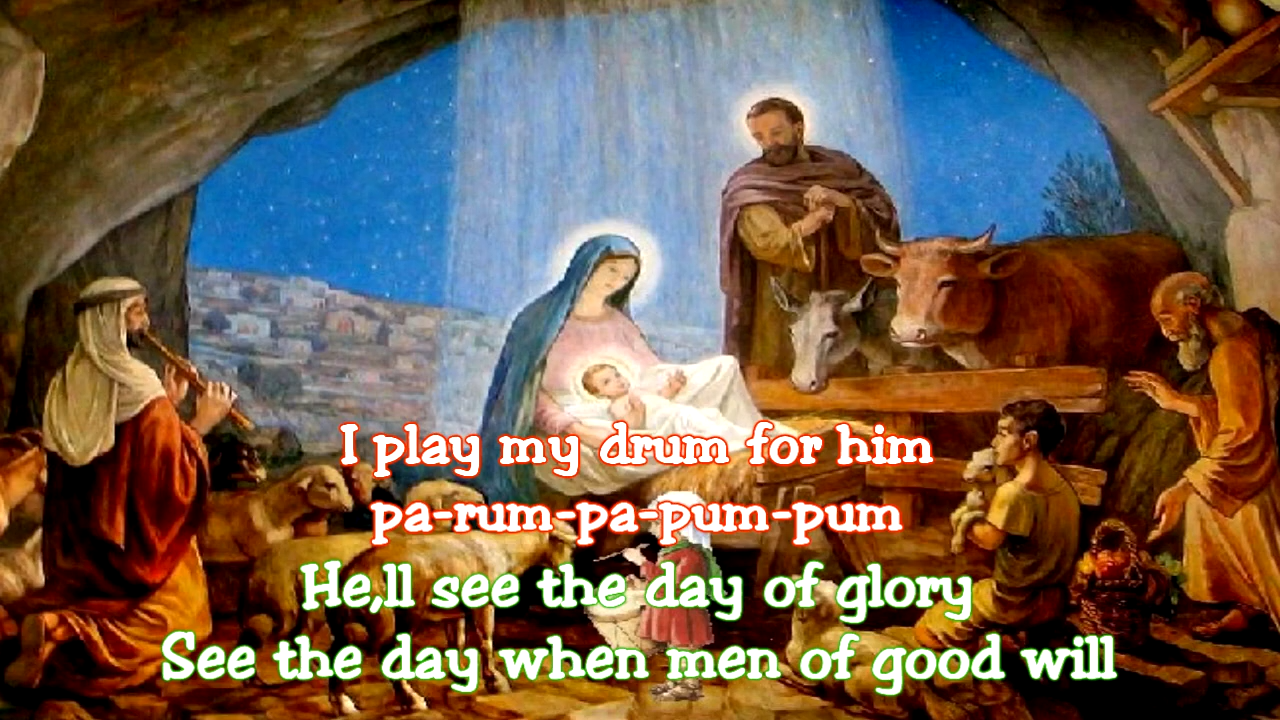 I play my drum for him
pa-rum-pa-pum-pum
He,ll see the day of glory
See the day when men of good will